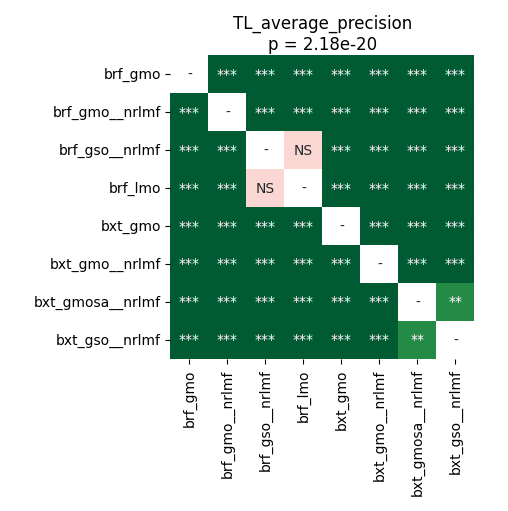 TL_average_precision
p = 2.18e-20
brf_gmo - *** *** *** *** *** *** ***
brf_gmo__nrlmf *** - *** *** *** *** *** ***
brf_gso__nrlmf *** *** - NS *** *** *** ***
brf_lmo *** *** NS - *** *** *** ***
bxt_gmo *** *** *** *** - *** *** ***
bxt_gmo__nrlmf *** *** *** *** *** - *** ***
bxt_gmosa__nrlmf *** *** *** *** *** *** - **
bxt_gso__nrlmf *** *** *** *** *** *** ** -
brf_gmo
brf_gmo__nrlmf
brf_gso__nrlmf
brf_lmo
bxt_gmo
bxt_gmo__nrlmf
bxt_gmosa__nrlmf
bxt_gso__nrlmf